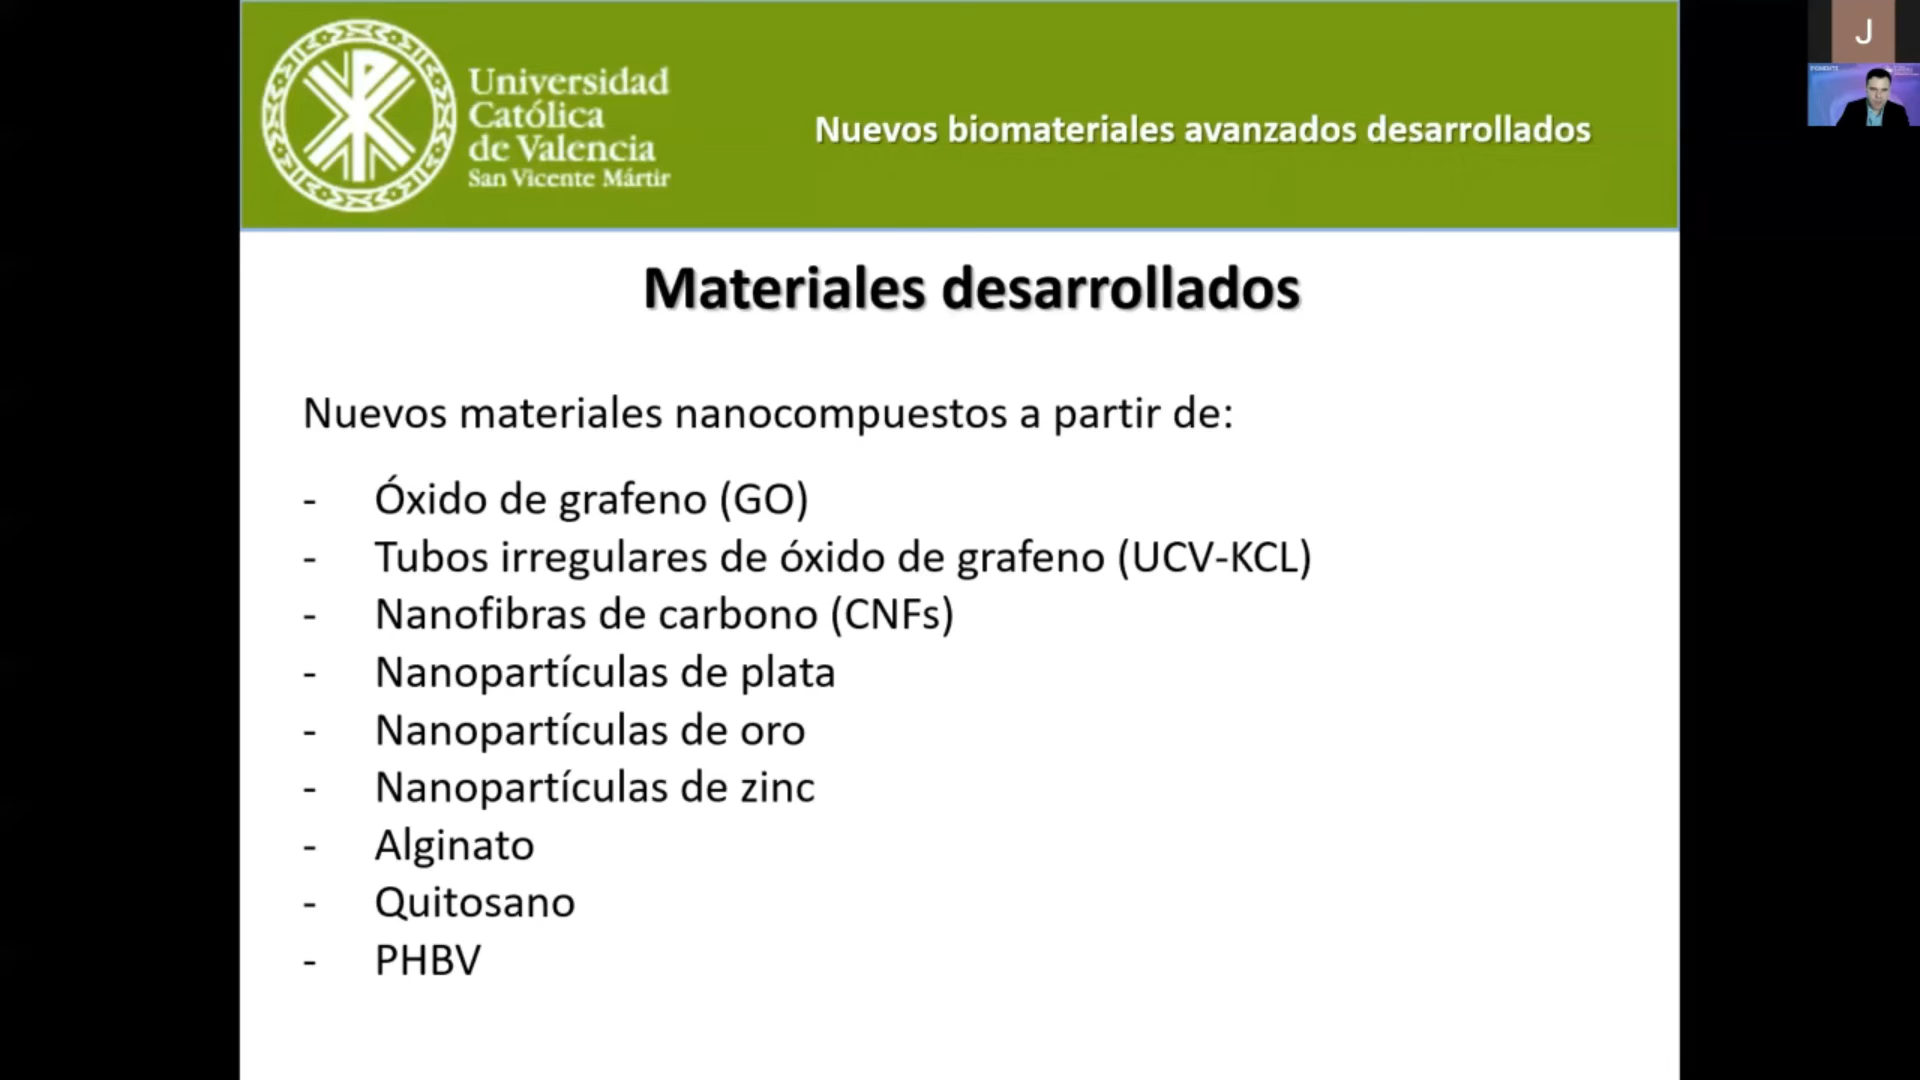 Universidad
Católica
de Valencia
San Vicente Mártir
Nuevos biomateriales avanzados desarrollados
J
Materiales desarrollados
Nuevos materiales nanocompuestos a partir de:
- Óxido de grafeno (GO)
- Tubos irregulares de óxido de grafeno (UCV-KCL)
- Nanofibras de carbono (CNFs)
- Nanopartículas de plata
- Nanopartículas de oro
- Nanopartículas de zinc
- Alginato
- Quitosano
- PHBV